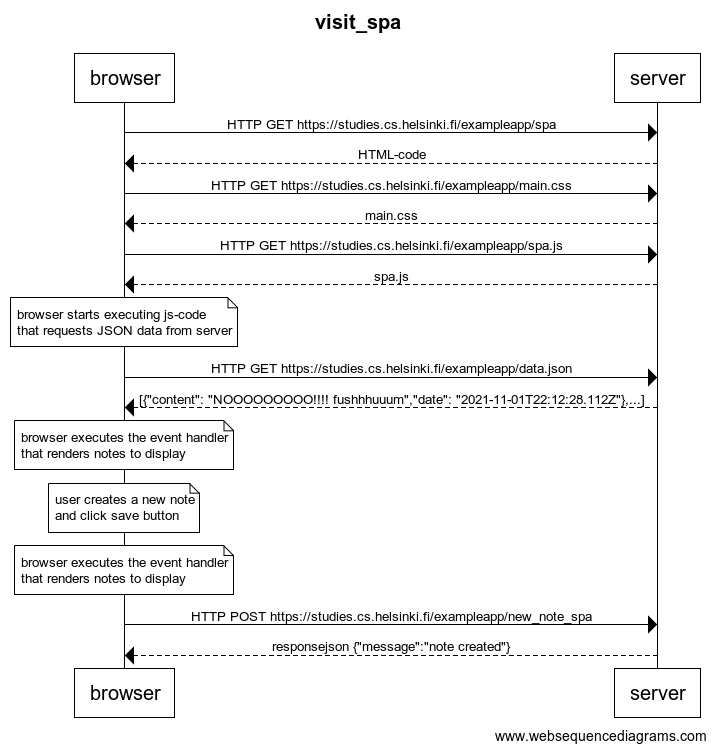 visit_spa
browser
server
HTTP GET https://studies.cs.helsinki.fi/exampleapp/spa
HTML-code
HTTP GET https://studies.cs.helsinki.fi/exampleapp/main.css
main.css
HTTP GET https://studies.cs.helsinki.fi/exampleapp/spa.js
spa.js
browser starts executing js-code
that requests JSON data from server
HTTP GET https://studies.cs.helsinki.fi/exampleapp/data.json
[{"content": "NOOOOOOOOO!!!! fushhhuuum","date": "2021-11-01T22:12:28.112Z"},...]
browser executes the event handler
that renders notes to display
user creates a new note
and click save button
browser executes the event handler
that renders notes to display
HTTP POST https://studies.cs.helsinki.fi/exampleapp/new_note_spa
responsejson {"message":"note created"}
browser
server
www.websequencediagrams.com